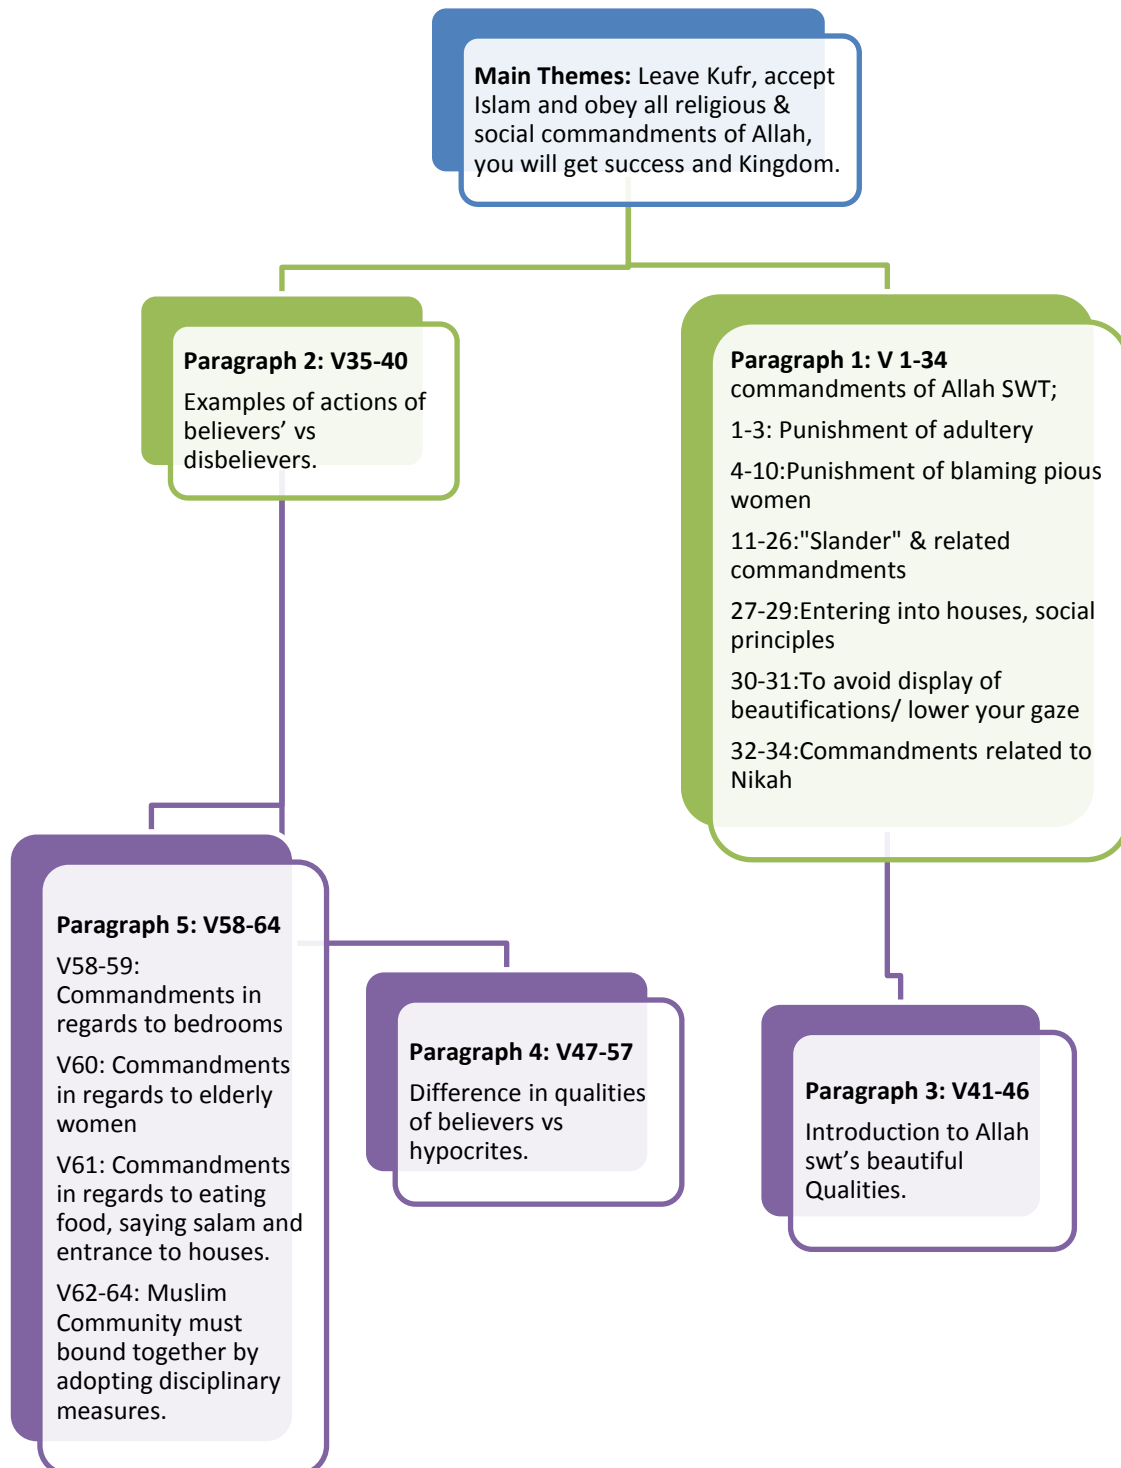 Main Themes: Leave Kufr, accept
Islam and obey all religious &
social commandments of Allah,
you will get success and Kingdom.
Paragraph 2: V35-40
Examples of actions of
believers’ vs
disbelievers.
Paragraph 1: V 1-34
commandments of Allah SWT;
1-3: Punishment of adultery
4-10:Punishment of blaming pious
women
11-26:"Slander" & related
commandments
27-29:Entering into houses, social
principles
30-31:To avoid display of
beautifications/ lower your gaze
32-34:Commandments related to
Nikah
Paragraph 5: V58-64
V58-59:
Commandments in
regards to bedrooms
V60: Commandments
in regards to elderly
women
V61: Commandments
in regards to eating
food, saying salam and
entrance to houses.
V62-64: Muslim
Community must
bound together by
adopting disciplinary
measures.
Paragraph 4: V47-57
Difference in qualities
of believers vs
hypocrites.
Paragraph 3: V41-46
Introduction to Allah
swt’s beautiful
Qualities.